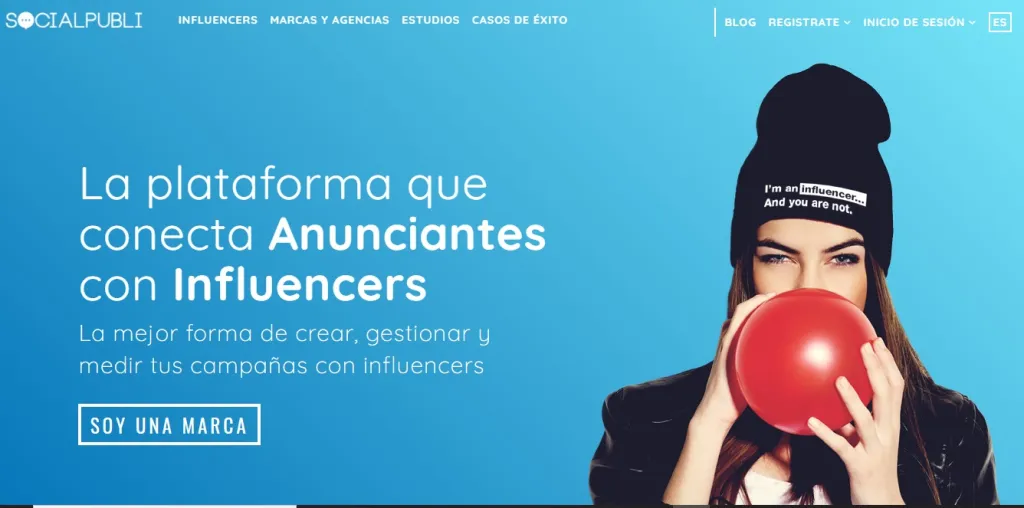 SOCIALPUBLI
INFLUENCERS
MARCAS Y AGENCIAS
ESTUDIOS
CASOS DE ÉXITO
BLOG
REGISTRATE
INICIO DE SESIÓN
ES
La plataforma que
conecta Anunciantes
con Influencers
La mejor forma de crear, gestionar y
medir tus campañas con influencers
SOY UNA MARCA
I'm an influencer...
And you are not.